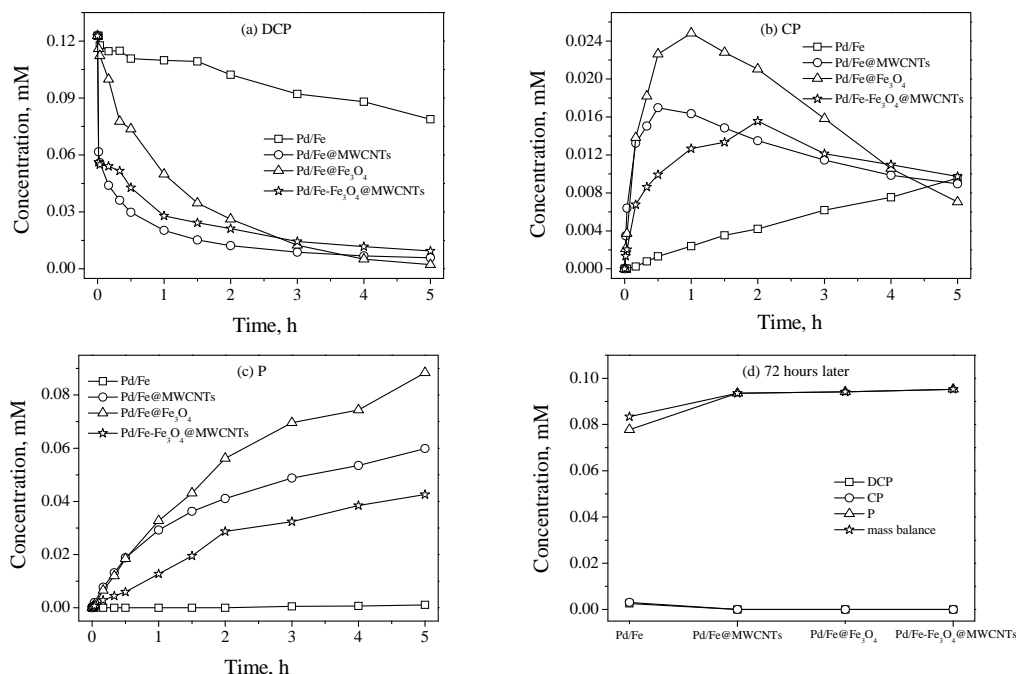 (a) DCP
Concentration, mM
0.12
0.09
0.06
0.03
0.00
Pd/Fe
Pd/Fe@MWCNTs
Pd/Fe@Fe₃O₄
Pd/Fe-Fe₃O₄@MWCNTs
0 1 2 3 4 5
Time, h
(b) CP
Concentration, mM
0.024
0.020
0.016
0.012
0.008
0.004
0.000
Pd/Fe
Pd/Fe@MWCNTs
Pd/Fe@Fe₃O₄
Pd/Fe-Fe₃O₄@MWCNTs
0 1 2 3 4 5
Time, h
(c) P
Concentration, mM
0.08
0.06
0.04
0.02
0.00
Pd/Fe
Pd/Fe@MWCNTs
Pd/Fe@Fe₃O₄
Pd/Fe-Fe₃O₄@MWCNTs
0 1 2 3 4 5
Time, h
(d) 72 hours later
Concentration, mM
0.10
0.08
0.06
0.04
0.02
0.00
DCP
CP
P
mass balance
Pd/Fe Pd/Fe@MWCNTs Pd/Fe@Fe₃O₄ Pd/Fe-Fe₃O₄@MWCNTs